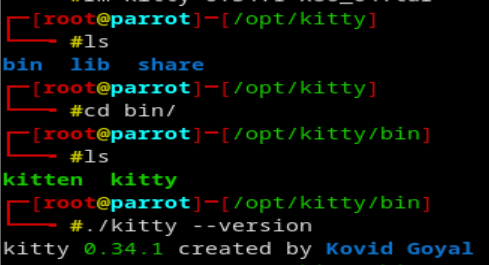 [root@parrot]─[/opt/kitty]
#ls
bin lib share
[root@parrot]─[/opt/kitty]
#cd bin/
[root@parrot]─[/opt/kitty/bin]
#ls
kitten kitty
[root@parrot]─[/opt/kitty/bin]
#./kitty --version
kitty 0.34.1 created by Kovid Goyal